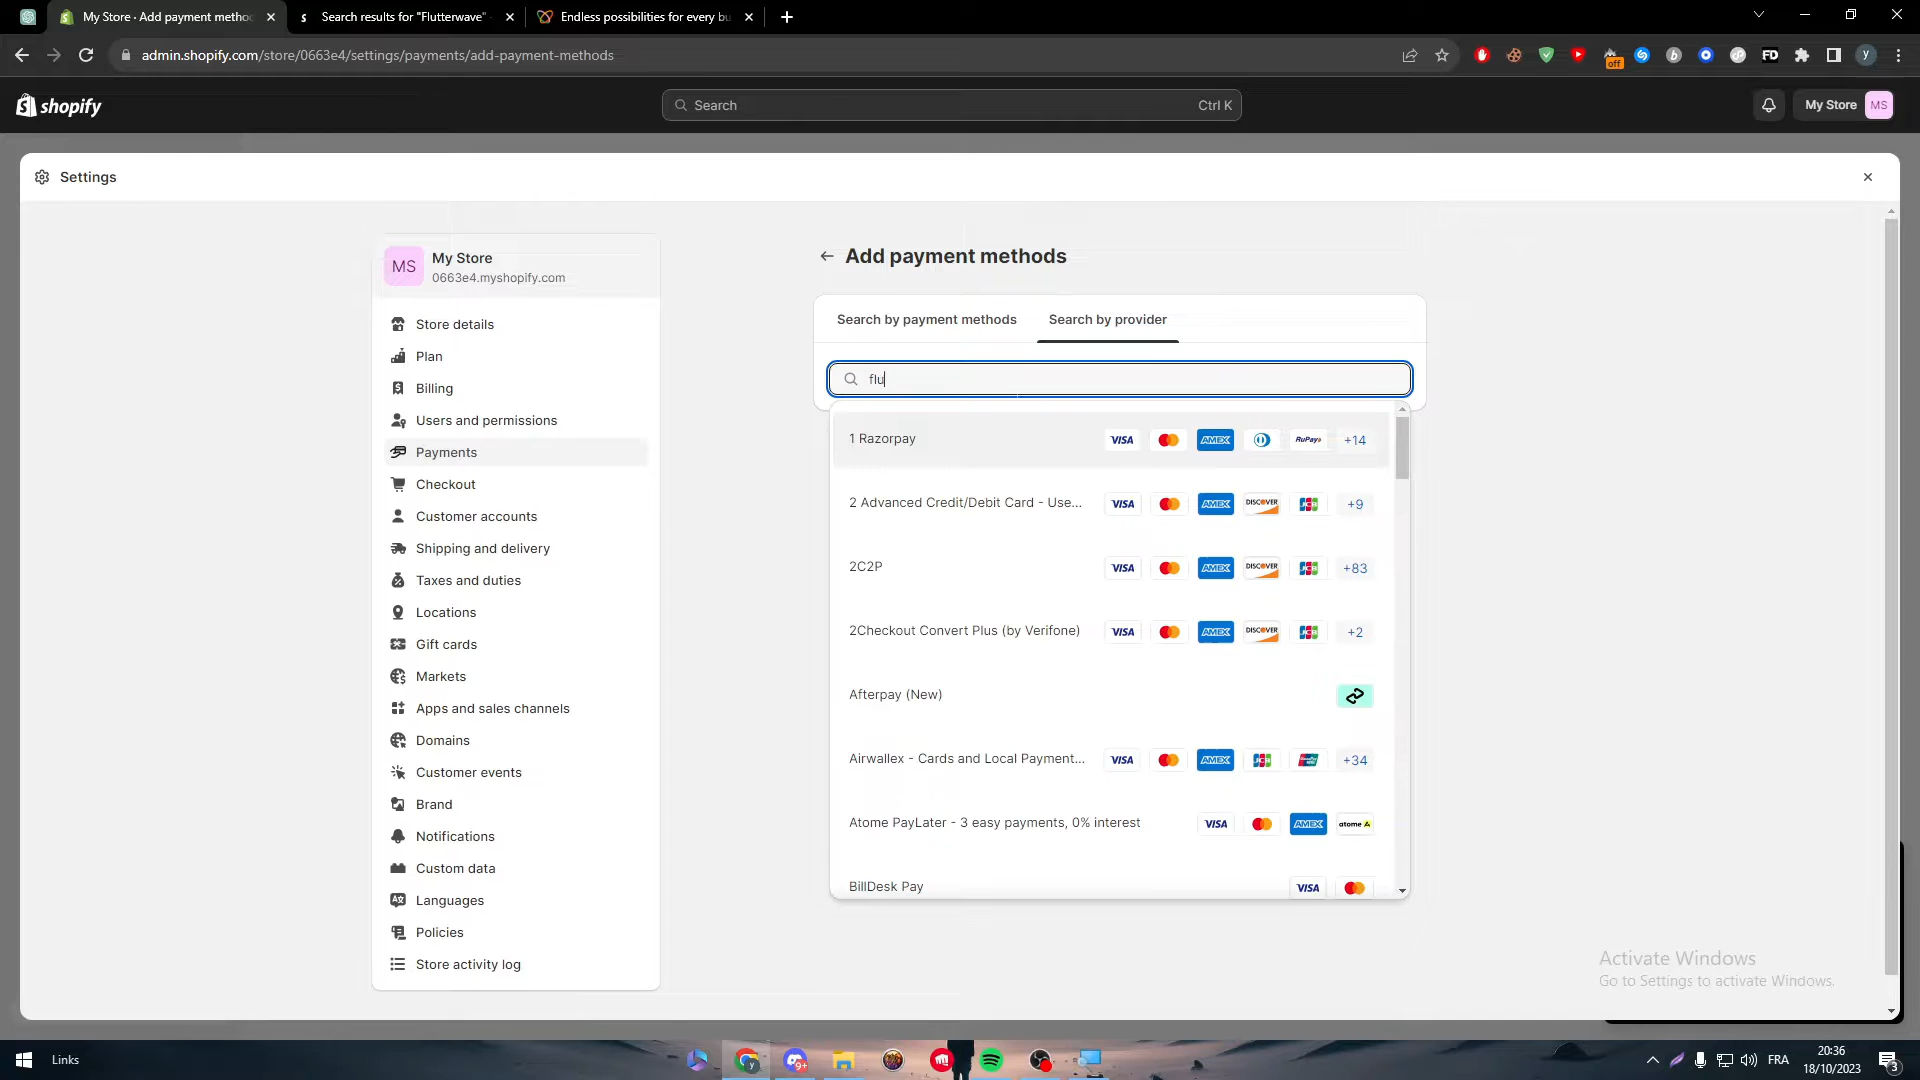 My Store · Add payment metho
Search results for "Flutterwave"
Endless possibilities for every bu
admin.shopify.com/store/0663e4/settings/payments/add-payment-methods
off
FD
y
shopify
Search
Ctrl K
My Store
MS
Settings
MS
My Store
0663e4.myshopify.com
Store details
Plan
Billing
Users and permissions
Payments
Checkout
Customer accounts
Shipping and delivery
Taxes and duties
Locations
Gift cards
Markets
Apps and sales channels
Domains
Customer events
Brand
Notifications
Custom data
Languages
Policies
Store activity log
Add payment methods
Search by payment methods
Search by provider
flu
1 Razorpay
VISA AMEX RuPay +14
2 Advanced Credit/Debit Card - Use...
VISA AMEX DISCOVER JCB +9
2C2P
VISA AMEX DISCOVER JCB +83
2Checkout Convert Plus (by Verifone)
VISA AMEX DISCOVER JCB +2
Afterpay (New)
Airwallex - Cards and Local Payment...
VISA AMEX JCB +34
Atome PayLater - 3 easy payments, 0% interest
VISA AMEX atome
BillDesk Pay
VISA
Activate Windows
Go to Settings to activate Windows.
Links
9+
FRA
20:36
18/10/2023
3